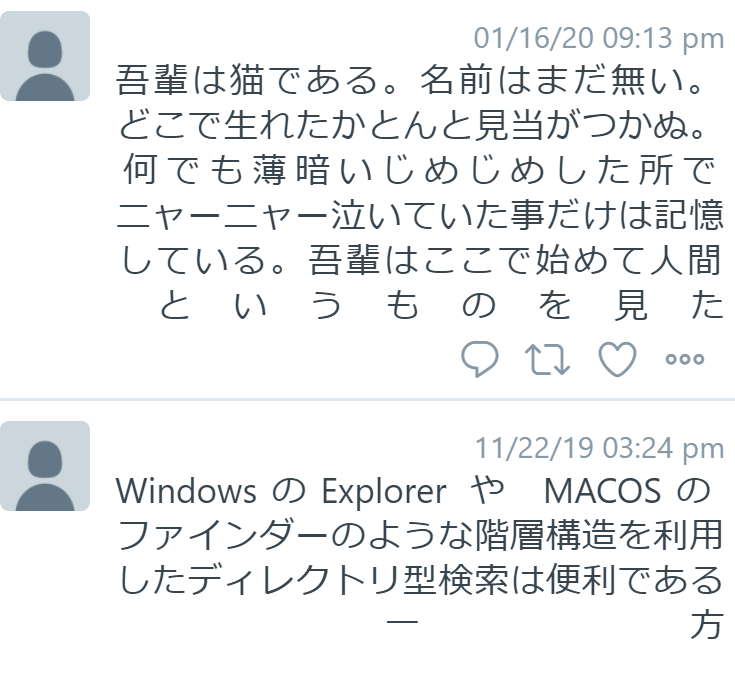 01/16/20 09:13 pm
吾輩は猫である。名前はまだ無い。
どこで生れたかとんと見当がつかぬ。
何でも薄暗いじめじめした所で
ニャーニャー泣いていた事だけは記憶
している。吾輩はここで始めて人間
というものを見た
11/22/19 03:24 pm
Windows の Explorer や　MACOS の
ファインダーのような階層構造を利用
したディレクトリ型検索は便利である
一方